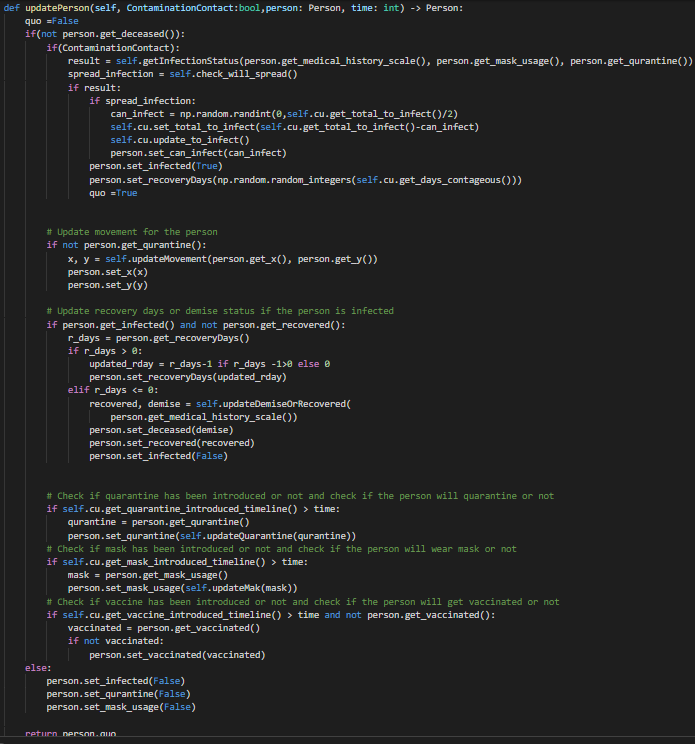 def updatePerson(self, ContaminationContact:bool,person: Person, time: int) -> Person:
    quo =False
    if(not person.get_deceased()):
        if(ContaminationContact):
            result = self.getInfectionStatus(person.get_medical_history_scale(), person.get_mask_usage(), person.get_qurantine())
            spread_infection = self.check_will_spread()
            if result:
                if spread_infection:
                    can_infect = np.random.randint(0,self.cu.get_total_to_infect()/2)
                    self.cu.set_total_to_infect(self.cu.get_total_to_infect()-can_infect)
                    self.cu.update_to_infect()
                    person.set_can_infect(can_infect)
                person.set_infected(True)
                person.set_recoveryDays(np.random.random_integers(self.cu.get_days_contageous()))
                quo =True
        # Update movement for the person
        if not person.get_qurantine():
            x, y = self.updateMovement(person.get_x(), person.get_y())
            person.set_x(x)
            person.set_y(y)
        # Update recovery days or demise status if the person is infected
        if person.get_infected() and not person.get_recovered():
            r_days = person.get_recoveryDays()
            if r_days > 0:
                updated_rday = r_days-1 if r_days -1>0 else 0
                person.set_recoveryDays(updated_rday)
            elif r_days <= 0:
                recovered, demise = self.updateDemiseOrRecovered(
                    person.get_medical_history_scale())
                person.set_deceased(demise)
                person.set_recovered(recovered)
                person.set_infected(False)
        # Check if quarantine has been introduced or not and check if the person will quarantine or not
        if self.cu.get_quarantine_introduced_timeline() > time:
            qurantine = person.get_qurantine()
            person.set_qurantine(self.updateQuarantine(qurantine))
        # Check if mask has been introduced or not and check if the person will wear mask or not
        if self.cu.get_mask_introduced_timeline() > time:
            mask = person.get_mask_usage()
            person.set_mask_usage(self.updateMak(mask))
        # Check if vaccine has been introduced or not and check if the person will get vaccinated or not
        if self.cu.get_vaccine_introduced_timeline() > time and not person.get_vaccinated():
            vaccinated = person.get_vaccinated()
            if not vaccinated:
                person.set_vaccinated(vaccinated)
    else:
        person.set_infected(False)
        person.set_qurantine(False)
        person.set_mask_usage(False)
    return person,quo